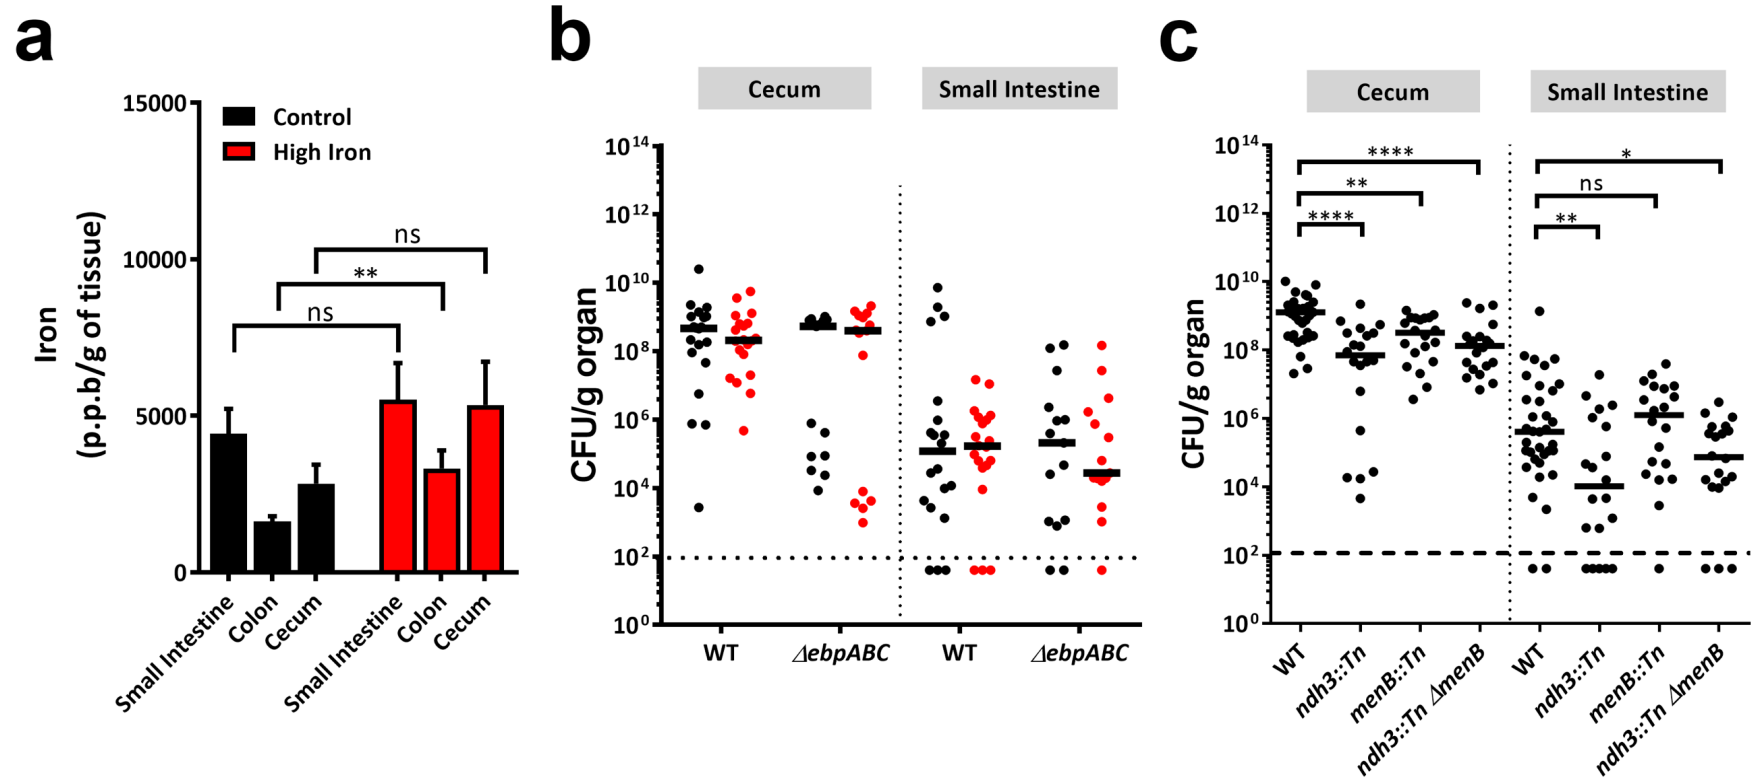 a
15000
10000
5000
0
Iron
(p.p.b/g of tissue)
Control
High Iron
ns
**
ns
Small Intestine
Colon
Cecum
Small Intestine
Colon
Cecum
b
Cecum
Small Intestine
10^14
10^12
10^10
10^8
10^6
10^4
10^2
10^0
CFU/g organ
WT
ΔebpABC
WT
ΔebpABC
c
Cecum
Small Intestine
10^14
10^12
10^10
10^8
10^6
10^4
10^2
10^0
CFU/g organ
****
**
****
*
ns
**
WT
ndh3::Tn
menB::Tn
ndh3::Tn ΔmenB
WT
ndh3::Tn
menB::Tn
ndh3::Tn ΔmenB